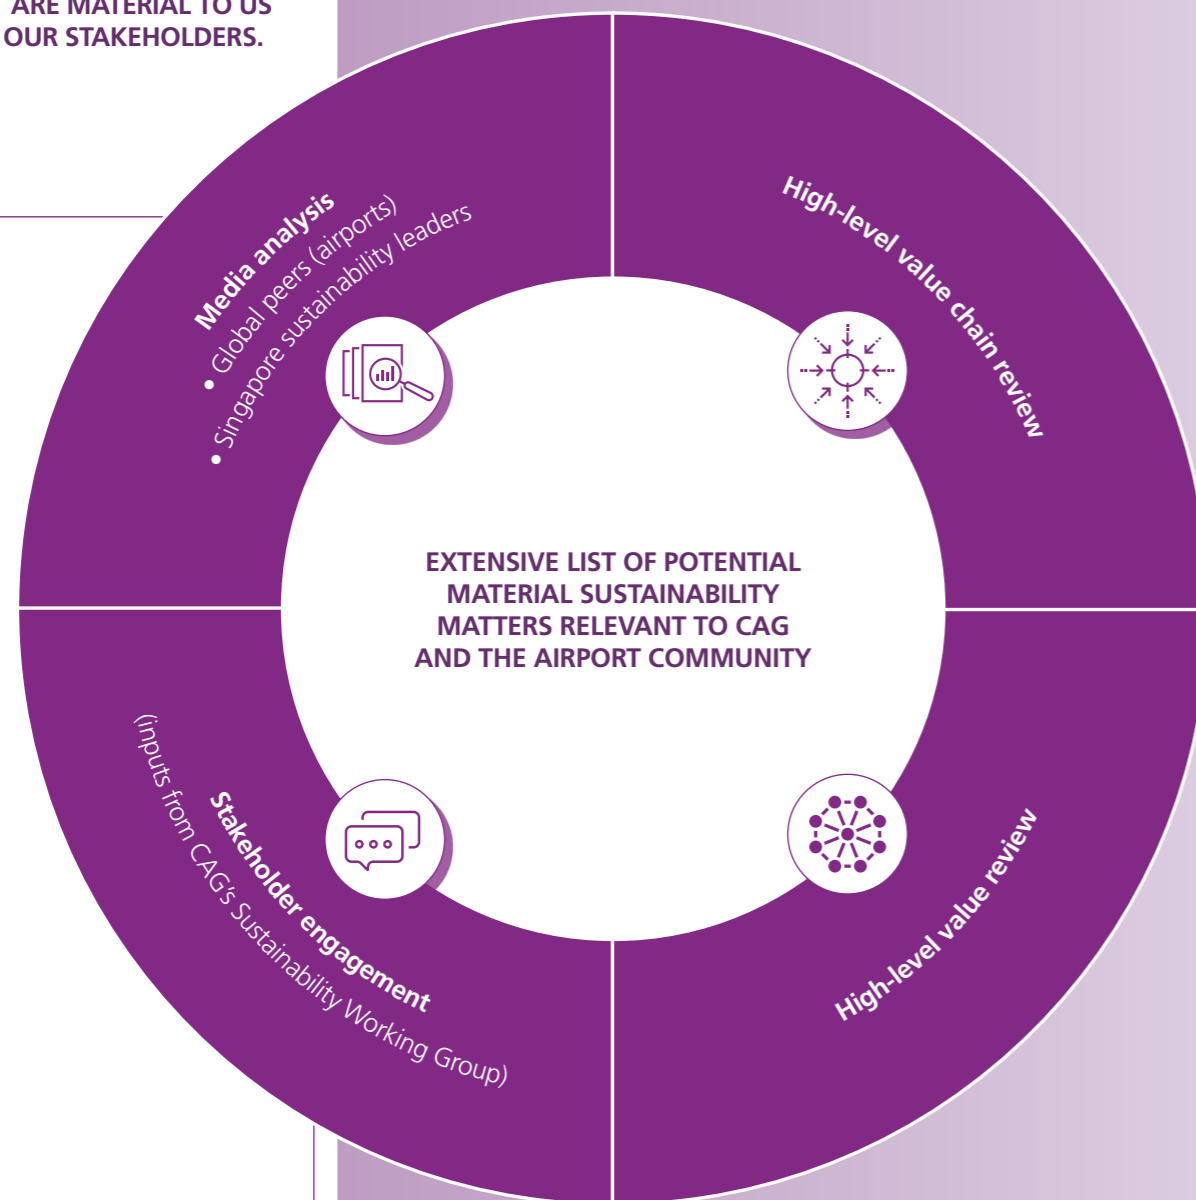 ARE MATERIAL TO US
OUR STAKEHOLDERS.
Media analysis
• Global peers (airports)
• Singapore sustainability leaders
High-level value chain review
EXTENSIVE LIST OF POTENTIAL
MATERIAL SUSTAINABILITY
MATTERS RELEVANT TO CAG
AND THE AIRPORT COMMUNITY
Stakeholder engagement
(inputs from CAG's Sustainability Working Group)
High-level value review